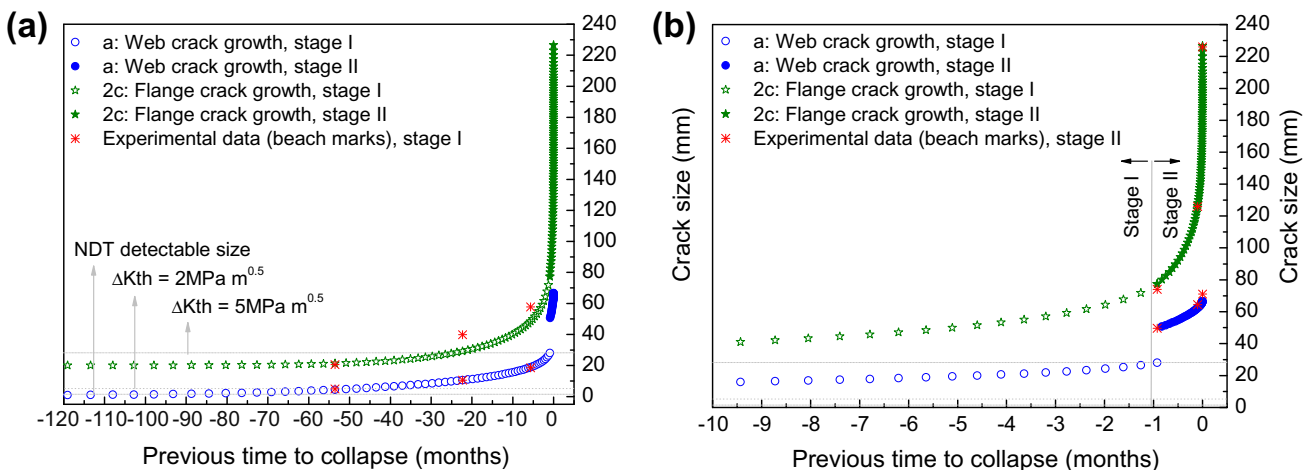 (a)
a: Web crack growth, stage I
a: Web crack growth, stage II
2c: Flange crack growth, stage I
2c: Flange crack growth, stage II
Experimental data (beach marks), stage I
NDT detectable size
ΔKth = 2MPa m^0.5
ΔKth = 5MPa m^0.5
240
220
200
180
160
140
120
100
80
60
40
20
0
Crack size (mm)
-120 -110 -100 -90 -80 -70 -60 -50 -40 -30 -20 -10 0
Previous time to collapse (months)
(b)
a: Web crack growth, stage I
a: Web crack growth, stage II
2c: Flange crack growth, stage I
2c: Flange crack growth, stage II
Experimental data (beach marks), stage II
Stage I
Stage II
240
220
200
180
160
140
120
100
80
60
40
20
0
Crack size (mm)
-10 -9 -8 -7 -6 -5 -4 -3 -2 -1 0
Previous time to collapse (months)